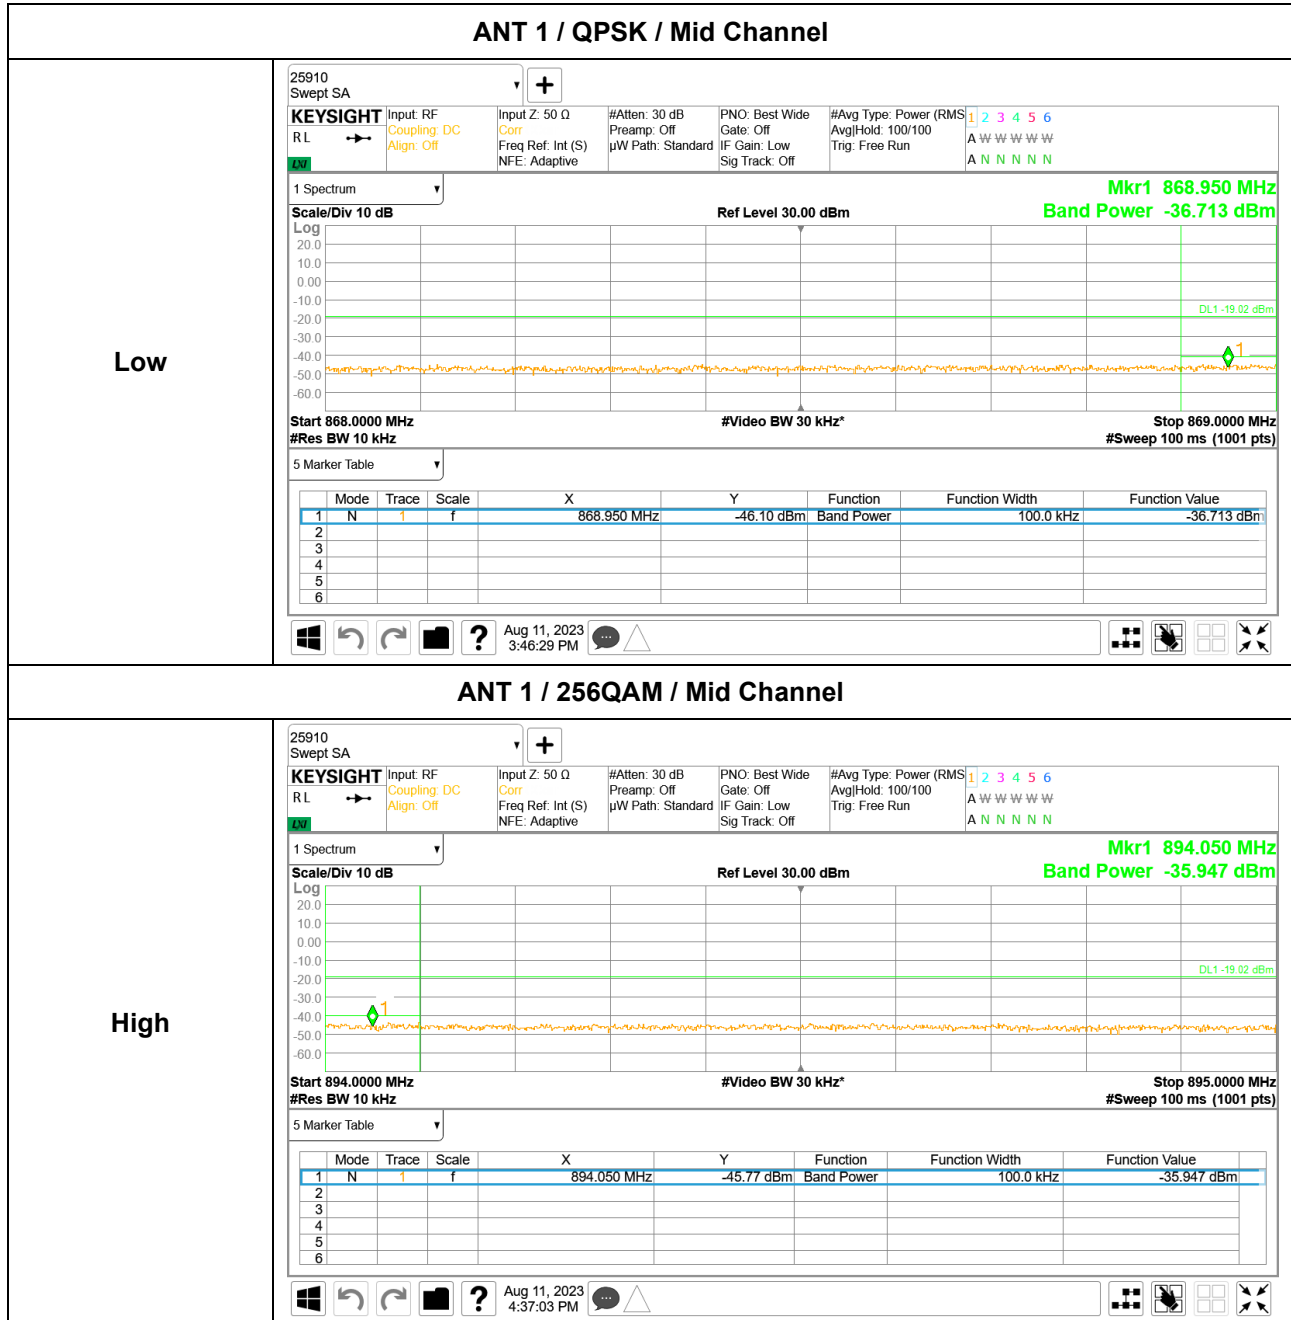 ANT 1 / QPSK / Mid Channel
Low
25910
Swept SA
KEYSIGHT
R L
LXI
Input: RF
Coupling: DC
Align: Off
Input Z: 50 Ω
Corr
Freq Ref: Int (S)
NFE: Adaptive
#Atten: 30 dB
Preamp: Off
µW Path: Standard
PNO: Best Wide
Gate: Off
IF Gain: Low
Sig Track: Off
#Avg Type: Power (RMS
Avg|Hold: 100/100
Trig: Free Run
1 2 3 4 5 6
A W W W W W
A N N N N N
1 Spectrum
Mkr1 868.950 MHz
Scale/Div 10 dB
Ref Level 30.00 dBm
Band Power -36.713 dBm
Log
20.0
10.0
0.00
-10.0
DL1 -19.02 dBm
-20.0
-30.0
-40.0
1
-50.0
-60.0
Start 868.0000 MHz
#Video BW 30 kHz*
Stop 869.0000 MHz
#Res BW 10 kHz
#Sweep 100 ms (1001 pts)
5 Marker Table
Mode Trace Scale X Y Function Function Width Function Value
1 N 1 f 868.950 MHz -46.10 dBm Band Power 100.0 kHz -36.713 dBm
2
3
4
5
6
?
Aug 11, 2023
3:46:29 PM
ANT 1 / 256QAM / Mid Channel
High
25910
Swept SA
KEYSIGHT
R L
LXI
Input: RF
Coupling: DC
Align: Off
Input Z: 50 Ω
Corr
Freq Ref: Int (S)
NFE: Adaptive
#Atten: 30 dB
Preamp: Off
µW Path: Standard
PNO: Best Wide
Gate: Off
IF Gain: Low
Sig Track: Off
#Avg Type: Power (RMS
Avg|Hold: 100/100
Trig: Free Run
1 2 3 4 5 6
A W W W W W
A N N N N N
1 Spectrum
Mkr1 894.050 MHz
Scale/Div 10 dB
Ref Level 30.00 dBm
Band Power -35.947 dBm
Log
20.0
10.0
0.00
-10.0
DL1 -19.02 dBm
-20.0
-30.0
-40.0
1
-50.0
-60.0
Start 894.0000 MHz
#Video BW 30 kHz*
Stop 895.0000 MHz
#Res BW 10 kHz
#Sweep 100 ms (1001 pts)
5 Marker Table
Mode Trace Scale X Y Function Function Width Function Value
1 N 1 f 894.050 MHz -45.77 dBm Band Power 100.0 kHz -35.947 dBm
2
3
4
5
6
?
Aug 11, 2023
4:37:03 PM